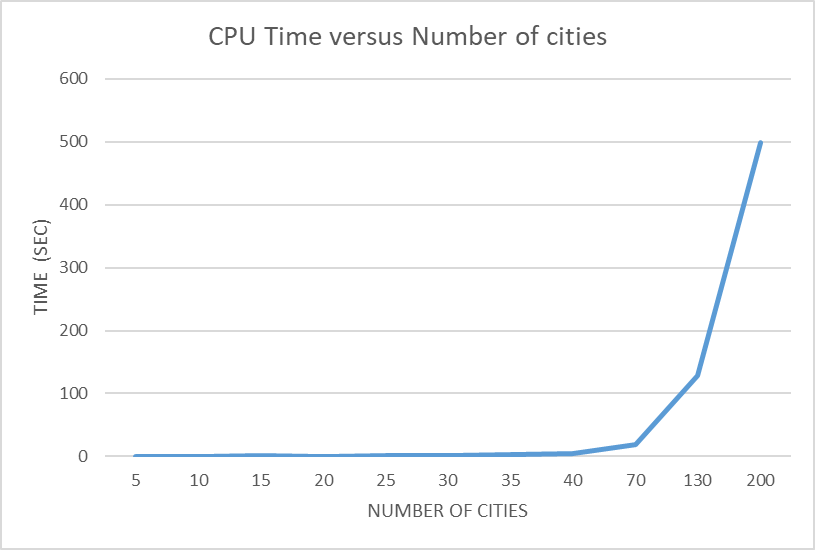 CPU Time versus Number of cities
600
500
400
300
200
100
0
TIME (SEC)
5 10 15 20 25 30 35 40 70 130 200
NUMBER OF CITIES